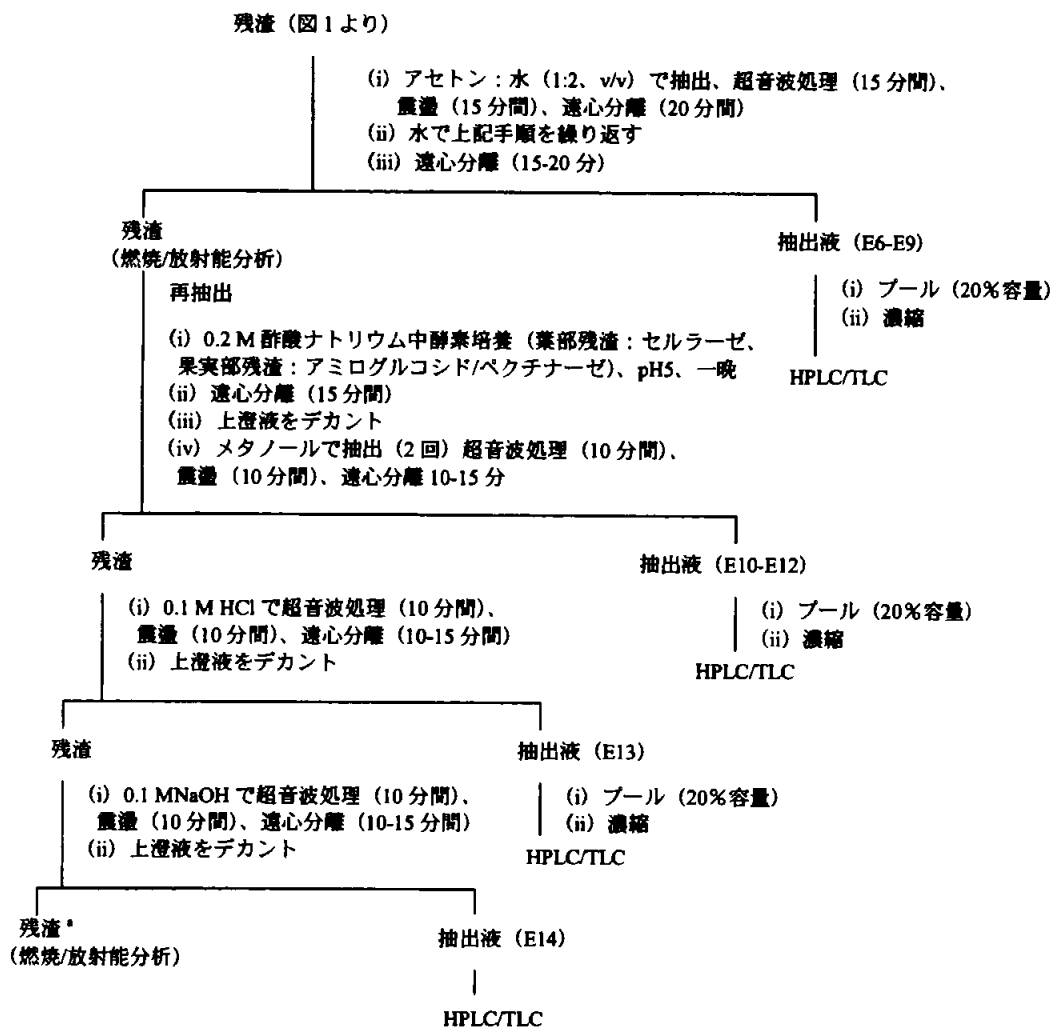 残渣（図1より）
(i) アセトン：水（1:2、v/v）で抽出、超音波処理（15分間）、
震盪（15分間）、遠心分離（20分間）
(ii) 水で上記手順を繰り返す
(iii) 遠心分離（15-20分）
残渣
（燃焼/放射能分析）
抽出液（E6-E9）
(i) プール（20%容量）
(ii) 濃縮
HPLC/TLC
再抽出
(i) 0.2 M 酢酸ナトリウム中酵素培養（葉部残渣：セルラーゼ、
果実部残渣：アミログルコシド/ペクチナーゼ）、pH5、一晩
(ii) 遠心分離（15分間）
(iii) 上澄液をデカント
(iv) メタノールで抽出（2回）超音波処理（10分間）、
震盪（10分間）、遠心分離 10-15分
残渣
抽出液（E10-E12）
(i) プール（20%容量）
(ii) 濃縮
HPLC/TLC
(i) 0.1 M HCl で超音波処理（10分間）、
震盪（10分間）、遠心分離（10-15分間）
(ii) 上澄液をデカント
残渣
抽出液（E13）
(i) プール（20%容量）
(ii) 濃縮
HPLC/TLC
(i) 0.1 MNaOH で超音波処理（10分間）、
震盪（10分間）、遠心分離（10-15分間）
(ii) 上澄液をデカント
残渣 a
（燃焼/放射能分析）
抽出液（E14）
HPLC/TLC